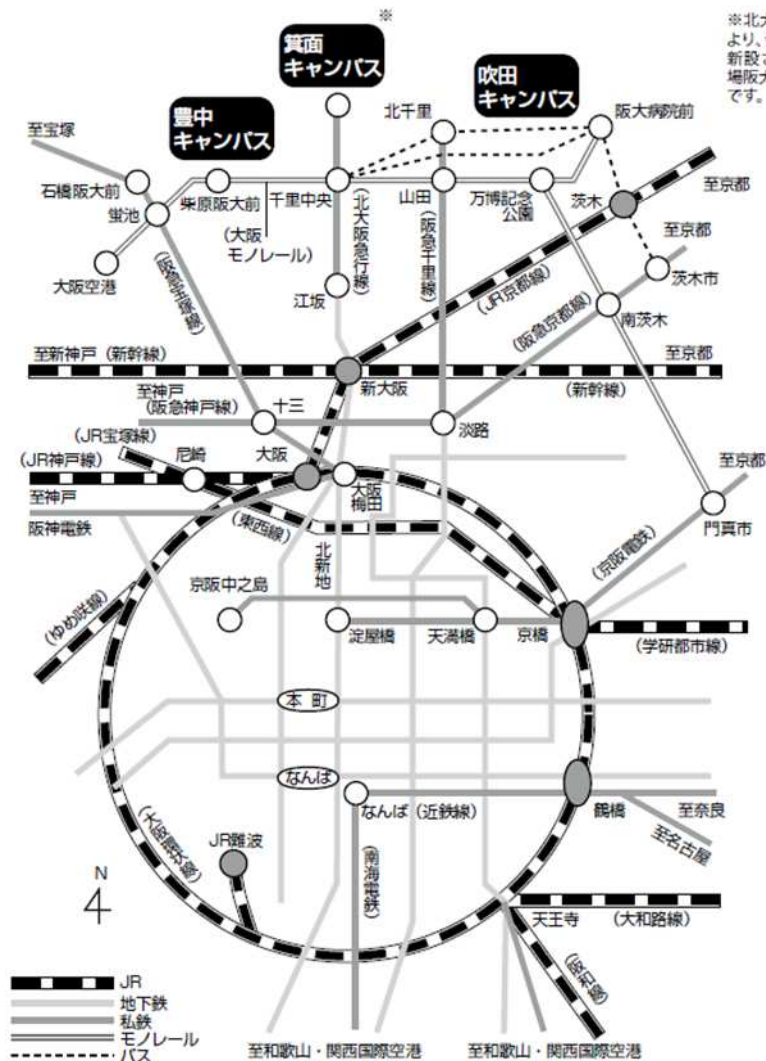 ※
箕面
キャンパス
※北大
より、
新設さ
場阪大
です。
豊中
キャンパス
吹田
キャンパス
北千里
阪大病院前
至宝塚
石橋阪大前
蛍池
柴原阪大前
千里中央
山田
万博記念
公園
茨木
至京都
(大阪
モノレール)
(北大阪急行線)
(阪急千里線)
大阪空港
(阪急宝塚線)
江坂
(JR京都線)
至京都
茨木市
(阪急京都線)
南茨木
至新神戸(新幹線)
新大阪
至京都
(新幹線)
至神戸
(阪急神戸線)
十三
淡路
(JR宝塚線)
尼崎
大阪
(JR神戸線)
大阪
梅田
至京都
至神戸
阪神電鉄
(東西線)
門真市
北新地
(京阪電鉄)
京阪中之島
淀屋橋
天満橋
京橋
(学研都市線)
(ゆめ咲線)
本町
なんば
なんば(近鉄線)
鶴橋
至奈良
至名古屋
(大阪環状線)
JR難波
(南海電鉄)
N
天王寺
(大和路線)
(阪和線)
JR
地下鉄
私鉄
モノレール
バス
至和歌山・関西国際空港
至和歌山・関西国際空港